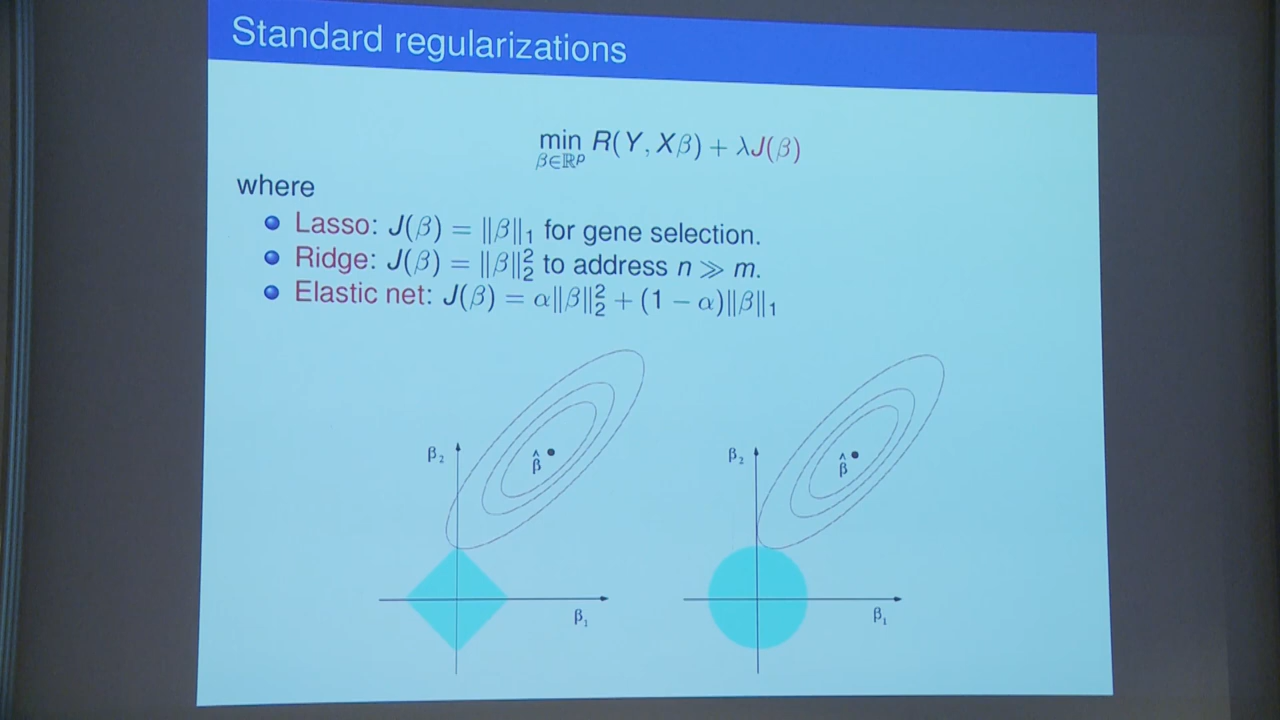 Standard regularizations
min R(Y, Xβ) + λJ(β)
β∈ℝᵖ
where
Lasso: J(β) = ‖β‖₁ for gene selection.
Ridge: J(β) = ‖β‖₂² to address n ≫ m.
Elastic net: J(β) = α‖β‖₂² + (1 − α)‖β‖₁
β₂ β̂ β₁
β₂ β̂ β₁